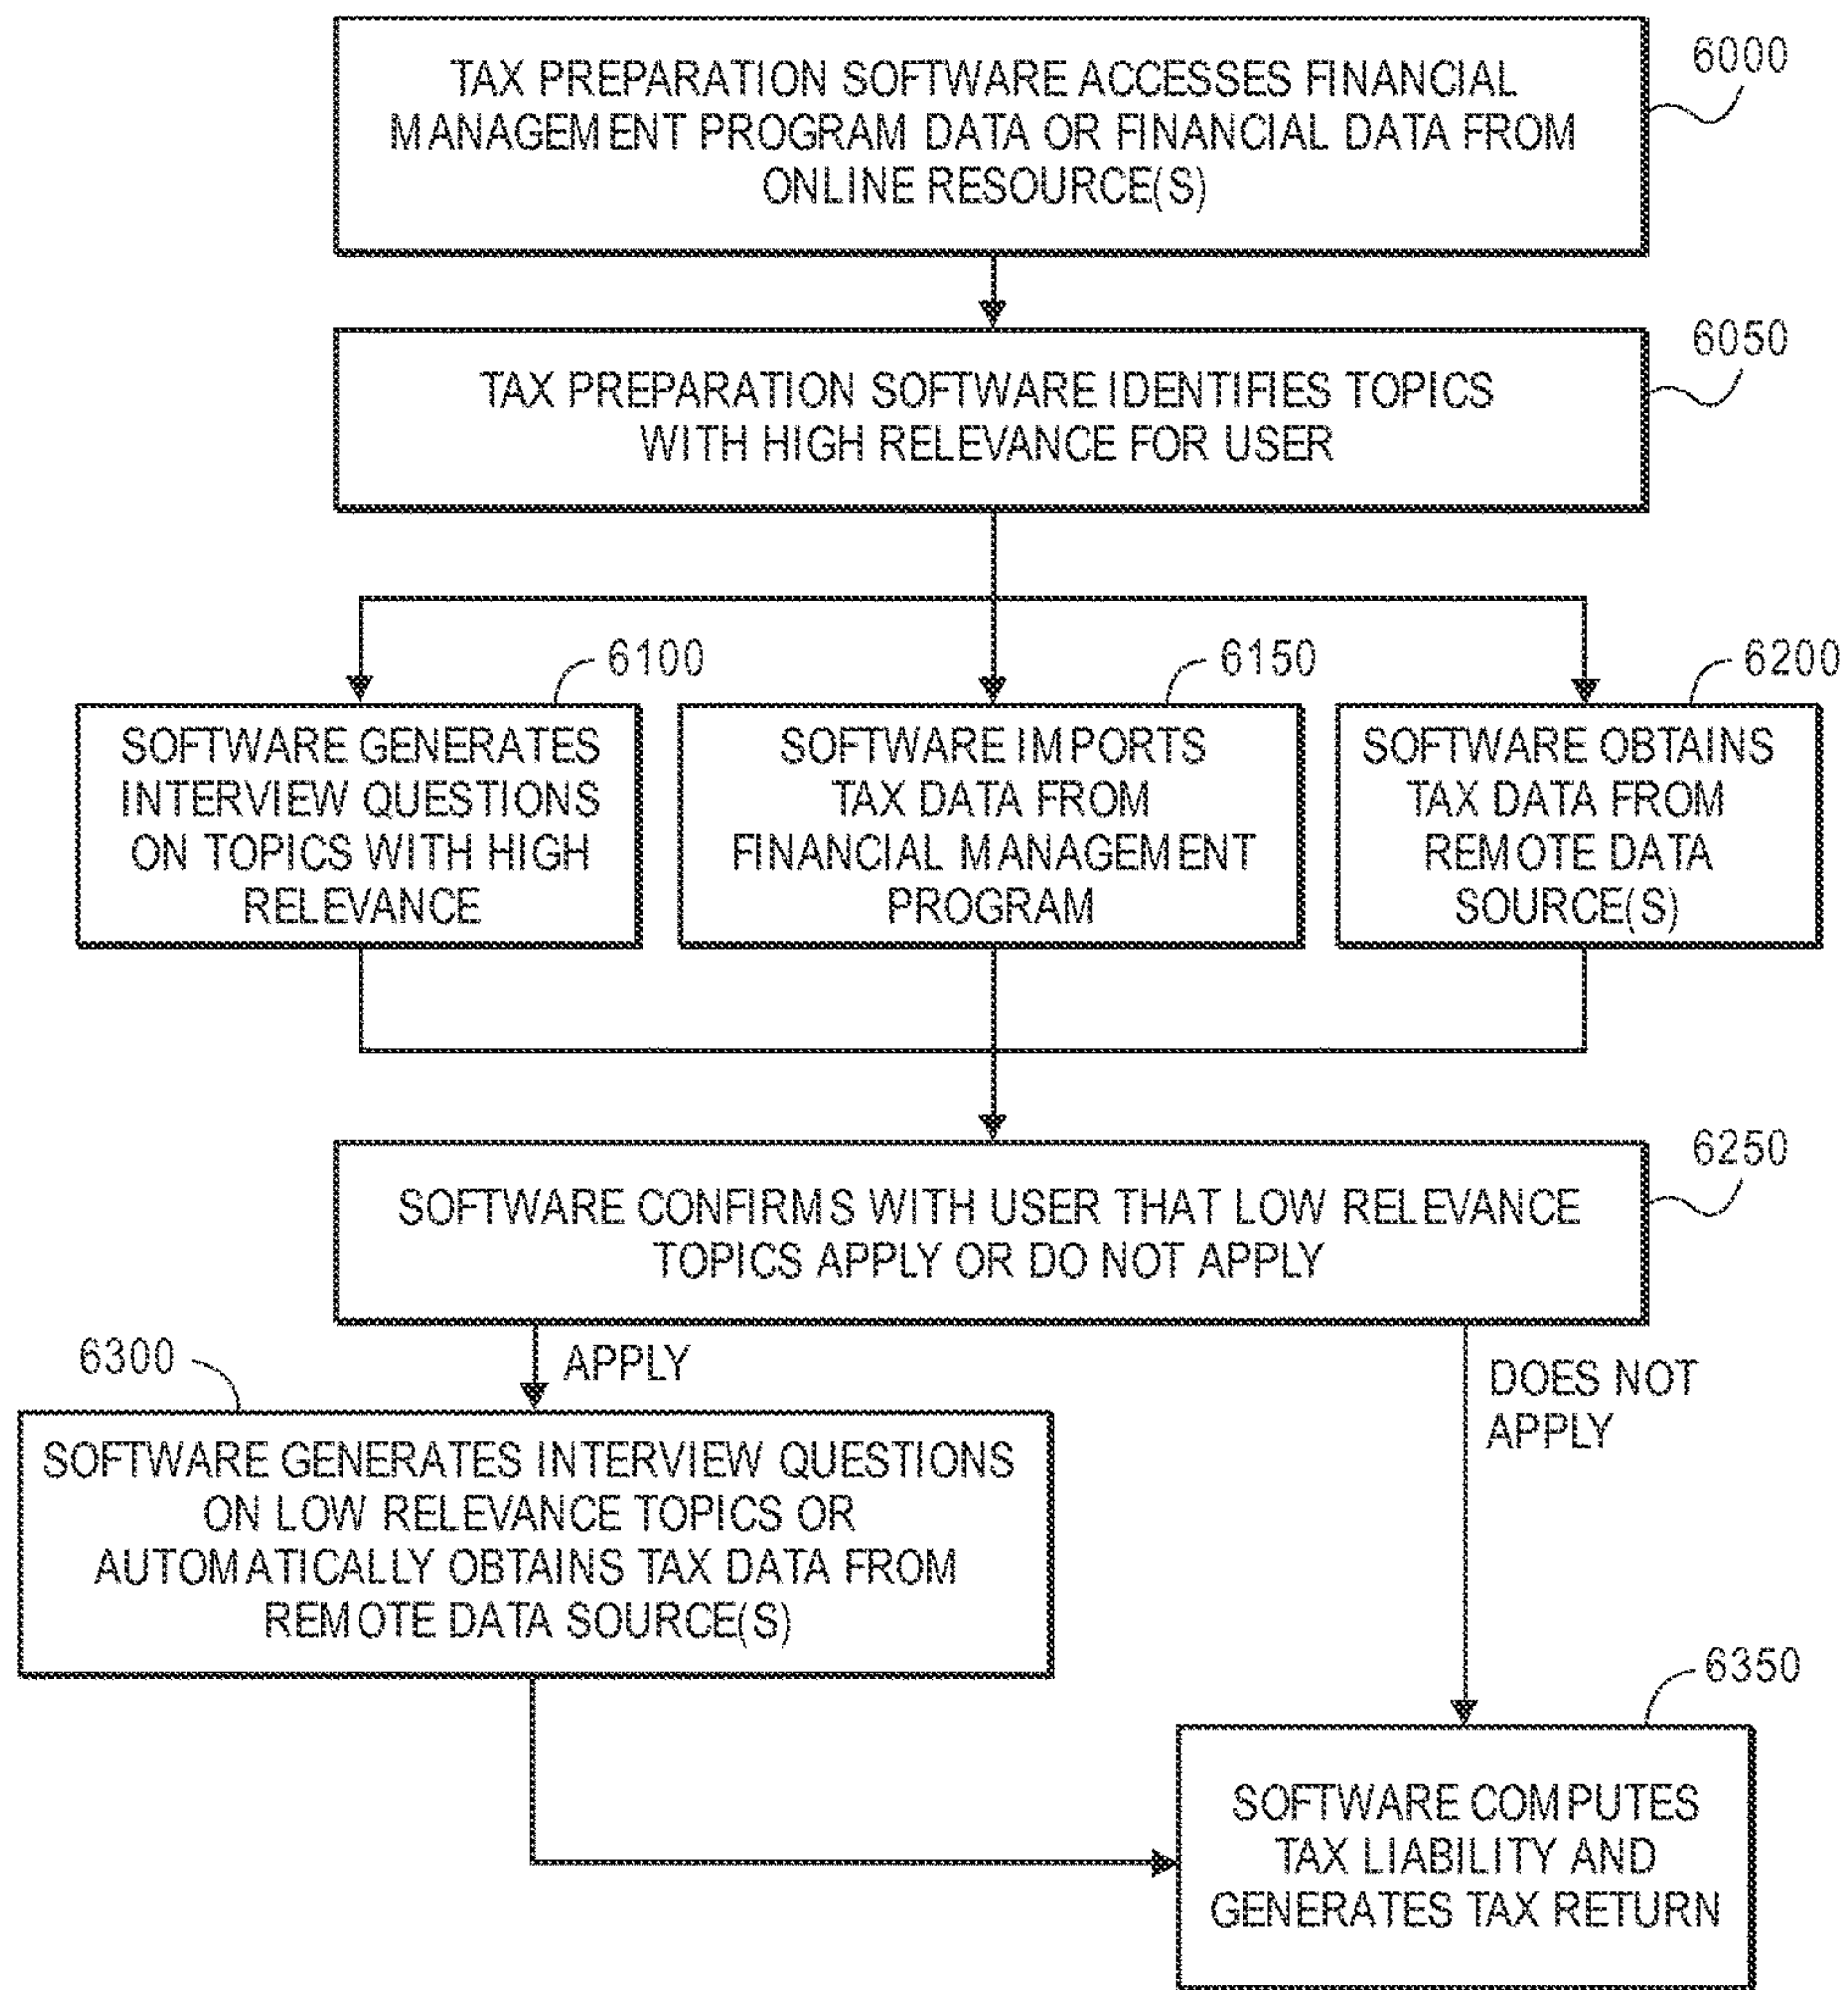 TAX PREPARATION SOFTWARE ACCESSES FINANCIAL
MANAGEMENT PROGRAM DATA OR FINANCIAL DATA FROM
ONLINE RESOURCE(S)
6000
TAX PREPARATION SOFTWARE IDENTIFIES TOPICS
WITH HIGH RELEVANCE FOR USER
6050
6100
SOFTWARE GENERATES
INTERVIEW QUESTIONS
ON TOPICS WITH HIGH
RELEVANCE
6150
SOFTWARE IMPORTS
TAX DATA FROM
FINANCIAL MANAGEMENT
PROGRAM
6200
SOFTWARE OBTAINS
TAX DATA FROM
REMOTE DATA
SOURCE(S)
6250
SOFTWARE CONFIRMS WITH USER THAT LOW RELEVANCE
TOPICS APPLY OR DO NOT APPLY
6300
APPLY
DOES NOT
APPLY
SOFTWARE GENERATES INTERVIEW QUESTIONS
ON LOW RELEVANCE TOPICS OR
AUTOMATICALLY OBTAINS TAX DATA FROM
REMOTE DATA SOURCE(S)
6350
SOFTWARE COMPUTES
TAX LIABILITY AND
GENERATES TAX RETURN